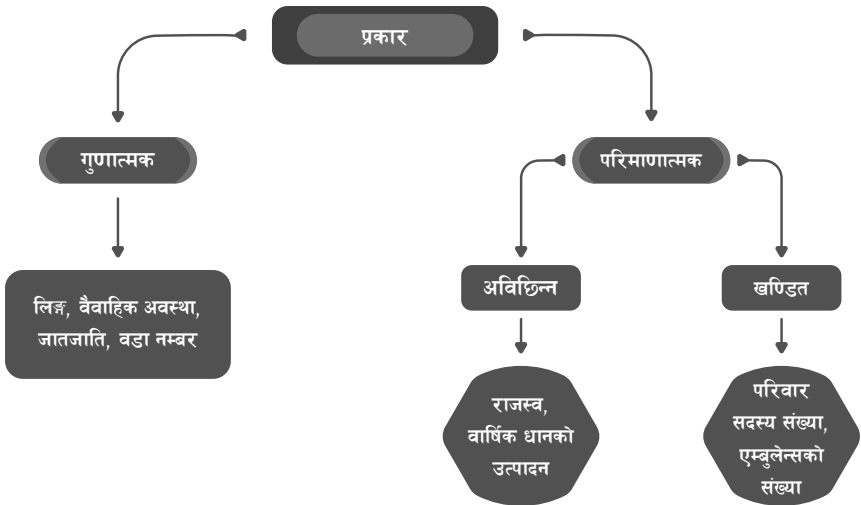 प्रकार
गुणात्मक
परिमाणात्मक
लिङ्ग, वैवाहिक अवस्था,
जातजाति, वडा नम्बर
अविछिन्न
खण्डित
राजस्व,
वार्षिक धानको
उत्पादन
परिवार
सदस्य संख्या,
एम्बुलेन्सको
संख्या